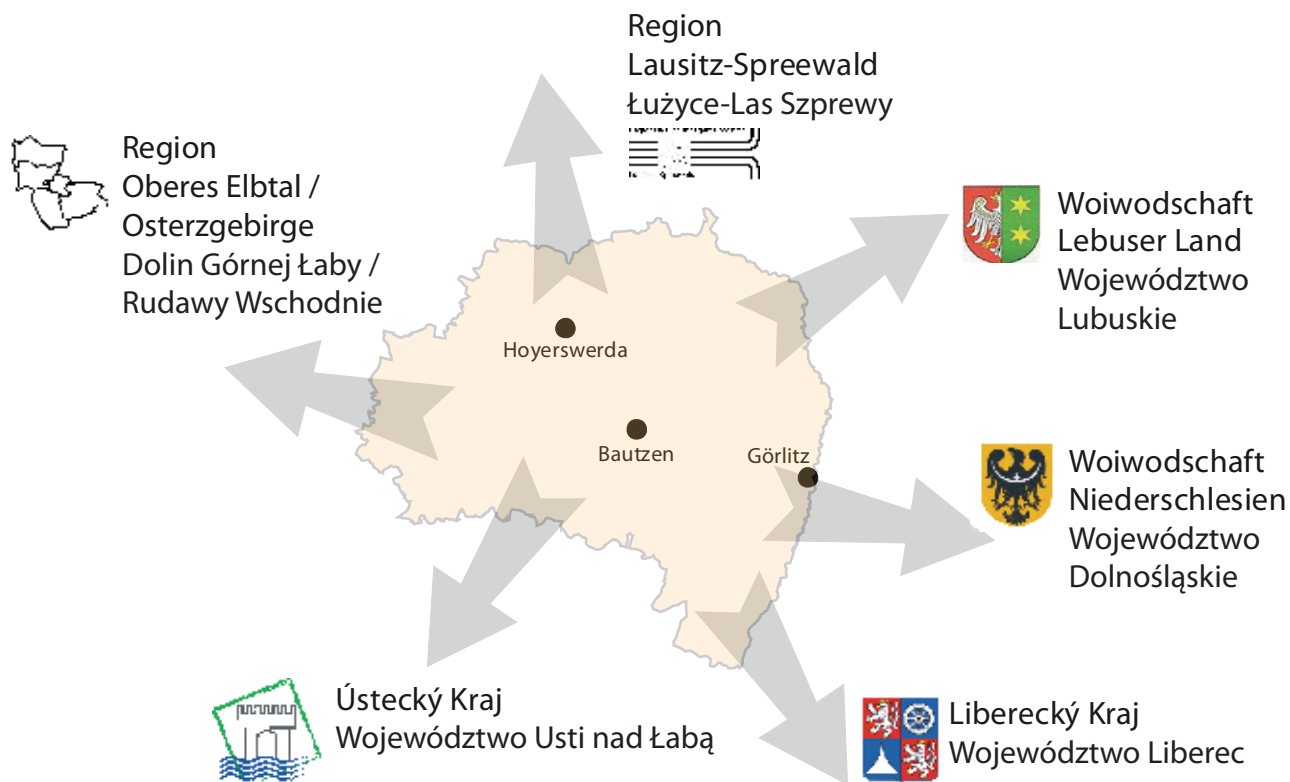 Region
Lausitz-Spreewald
Łużyce-Las Szprewy
Region
Oberes Elbtal /
Osterzgebirge
Dolin Górnej Łaby /
Rudawy Wschodnie
Woiwodschaft
Lebuser Land
Województwo
Lubuskie
Hoyerswerda
Bautzen
Görlitz
Woiwodschaft
Niederschlesien
Województwo
Dolnośląskie
Ústecký Kraj
Województwo Usti nad Łabą
Liberecký Kraj
Województwo Liberec